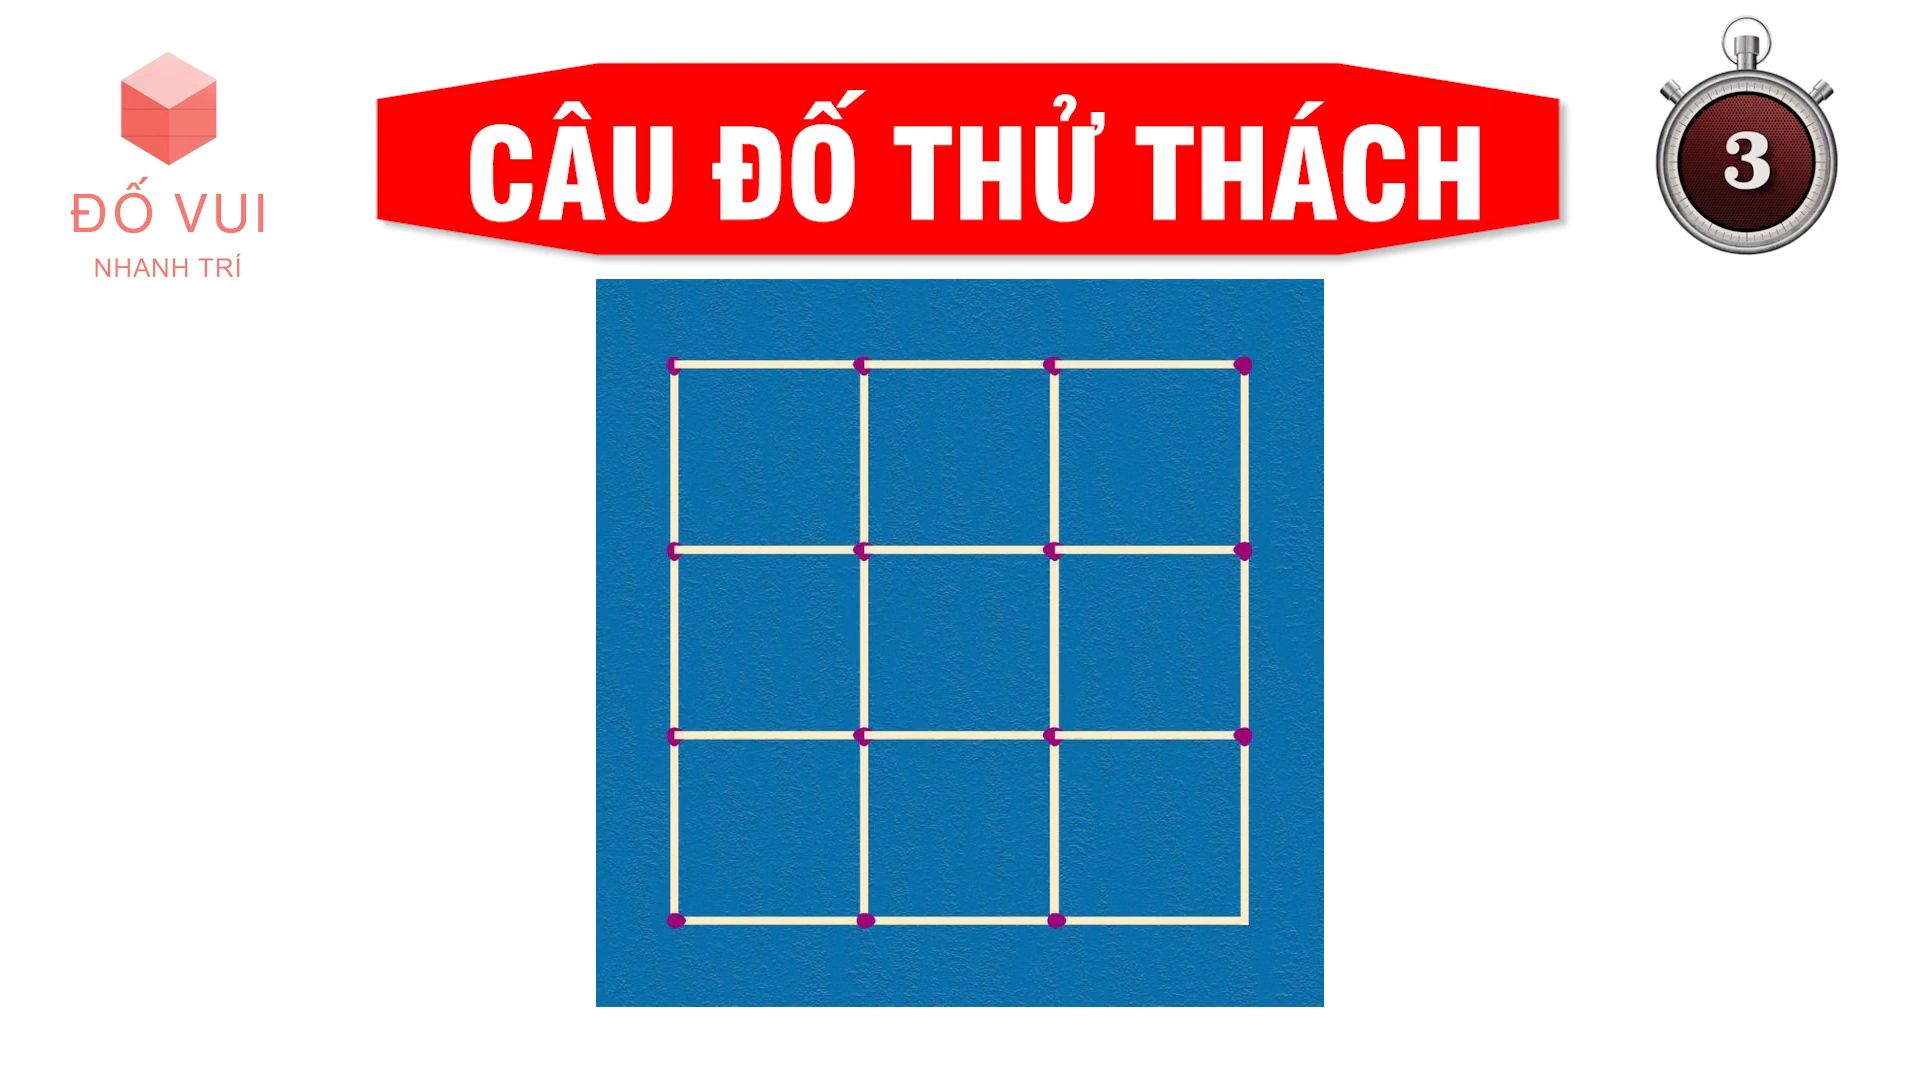 ĐỐ VUI
NHANH TRÍ
CÂU ĐỐ THỬ THÁCH
3